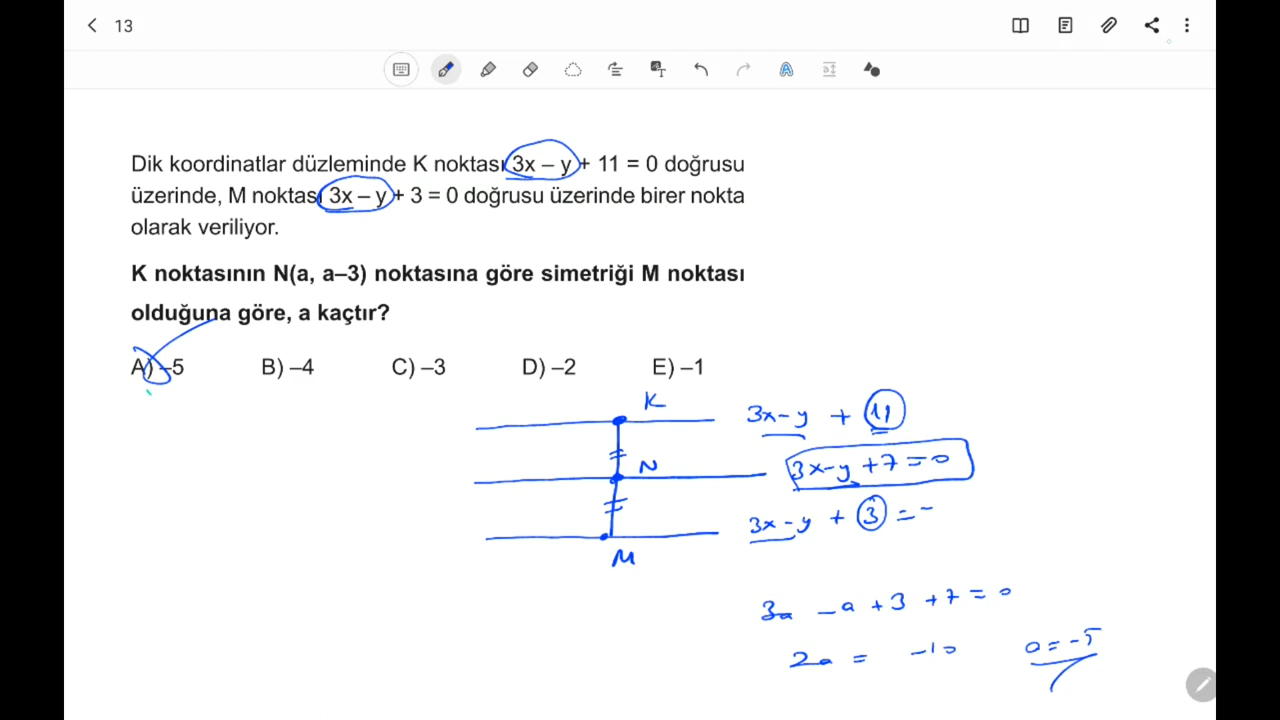 13
Dik koordinatlar düzleminde K noktası 3x – y + 11 = 0 doğrusu
üzerinde, M noktası 3x – y + 3 = 0 doğrusu üzerinde birer nokta
olarak veriliyor.
K noktasının N(a, a–3) noktasına göre simetriği M noktası
olduğuna göre, a kaçtır?
A) –5 B) –4 C) –3 D) –2 E) –1
K 3x-y + 11
N 3x-y +7=0
3x-y + 3 = -
M
3a -a +3 +7=0
2a = -10 a=-5